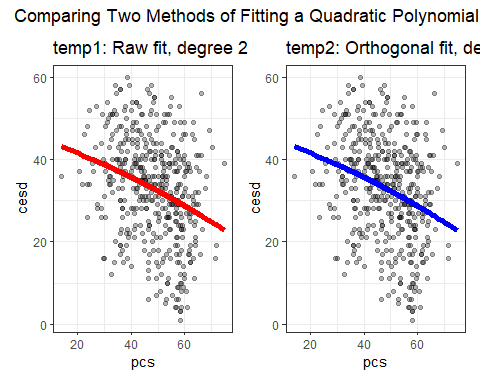 Comparing Two Methods of Fitting a Quadratic Polynomial
temp1: Raw fit, degree 2
temp2: Orthogonal fit, de
60
40
20
0
cesd
20 40 60
pcs
60
40
20
0
cesd
20 40 60
pcs